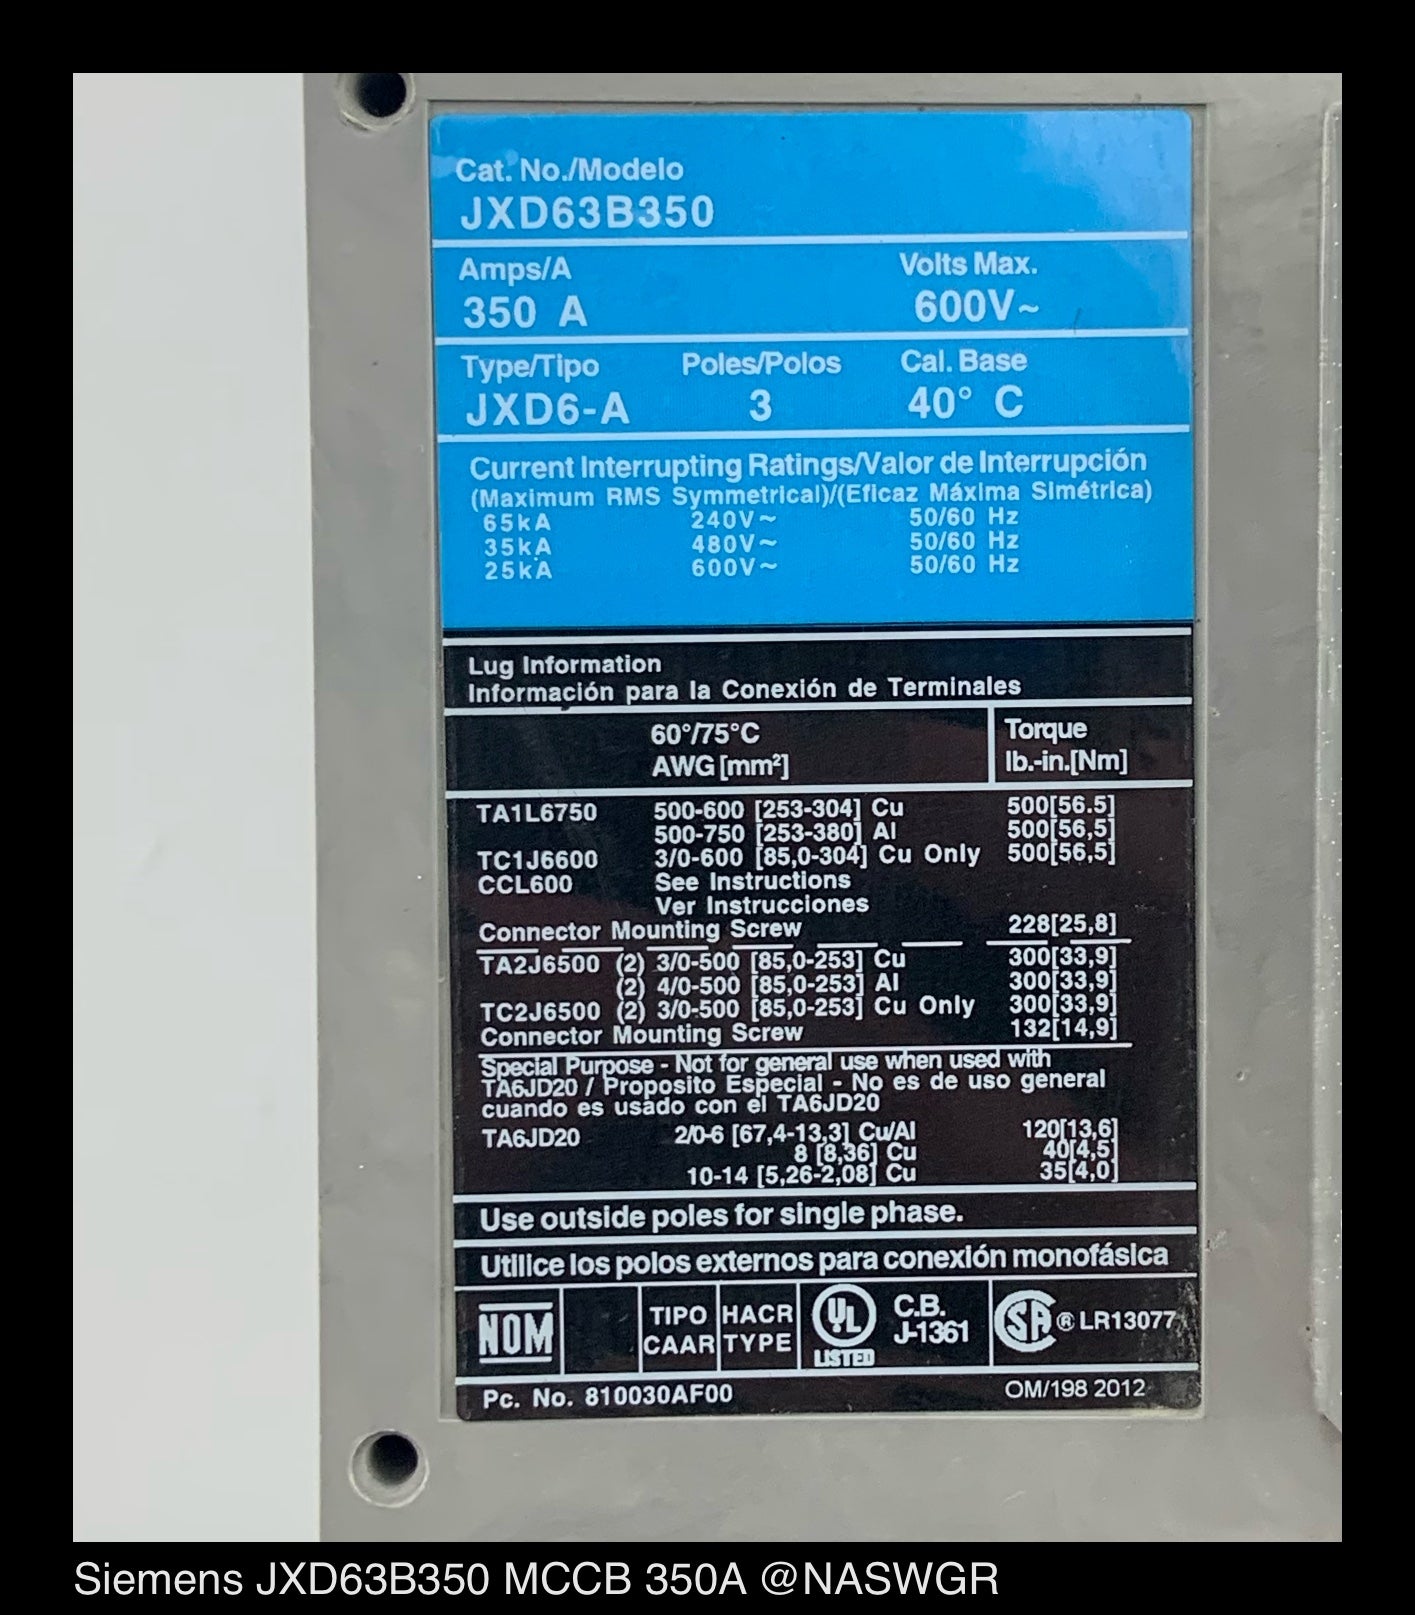 Cat. No./Modelo
JXD63B350
Amps/A Volts Max.
350 A 600V~
Type/Tipo Poles/Polos Cal. Base
JXD6-A 3 40° C
Current Interrupting Ratings/Valor de Interrupción
(Maximum RMS Symmetrical)/(Eficaz Máxima Simétrica)
65kA 240V~ 50/60 Hz
35kA 480V~ 50/60 Hz
25kA 600V~ 50/60 Hz
Lug Information
Información para la Conexión de Terminales
60°/75°C Torque
AWG [mm²] lb.-in.[Nm]
TA1L6750 500-600 [253-304] Cu 500[56.5]
500-750 [253-380] Al 500[56,5]
TC1J6600 3/0-600 [85,0-304] Cu Only 500[56,5]
CCL600 See Instructions
Ver Instrucciones
Connector Mounting Screw 228[25,8]
TA2J6500 (2) 3/0-500 [85,0-253] Cu 300[33,9]
(2) 4/0-500 [85,0-253] Al 300[33,9]
TC2J6500 (2) 3/0-500 [85,0-253] Cu Only 300[33,9]
Connector Mounting Screw 132[14,9]
Special Purpose - Not for general use when used with
TA6JD20 / Proposito Especial - No es de uso general
cuando es usado con el TA6JD20
TA6JD20 2/0-6 [67,4-13,3] Cu/Al 120[13,6]
8 [8,36] Cu 40[4,5]
10-14 [5,26-2,08] Cu 35[4,0]
Use outside poles for single phase.
Utilice los polos externos para conexión monofásica
NOM TIPO CAAR HACR TYPE UL LISTED C.B. J-1361 SA ® LR13077
Pc. No. 810030AF00 OM/198 2012
Siemens JXD63B350 MCCB 350A @NASWGR